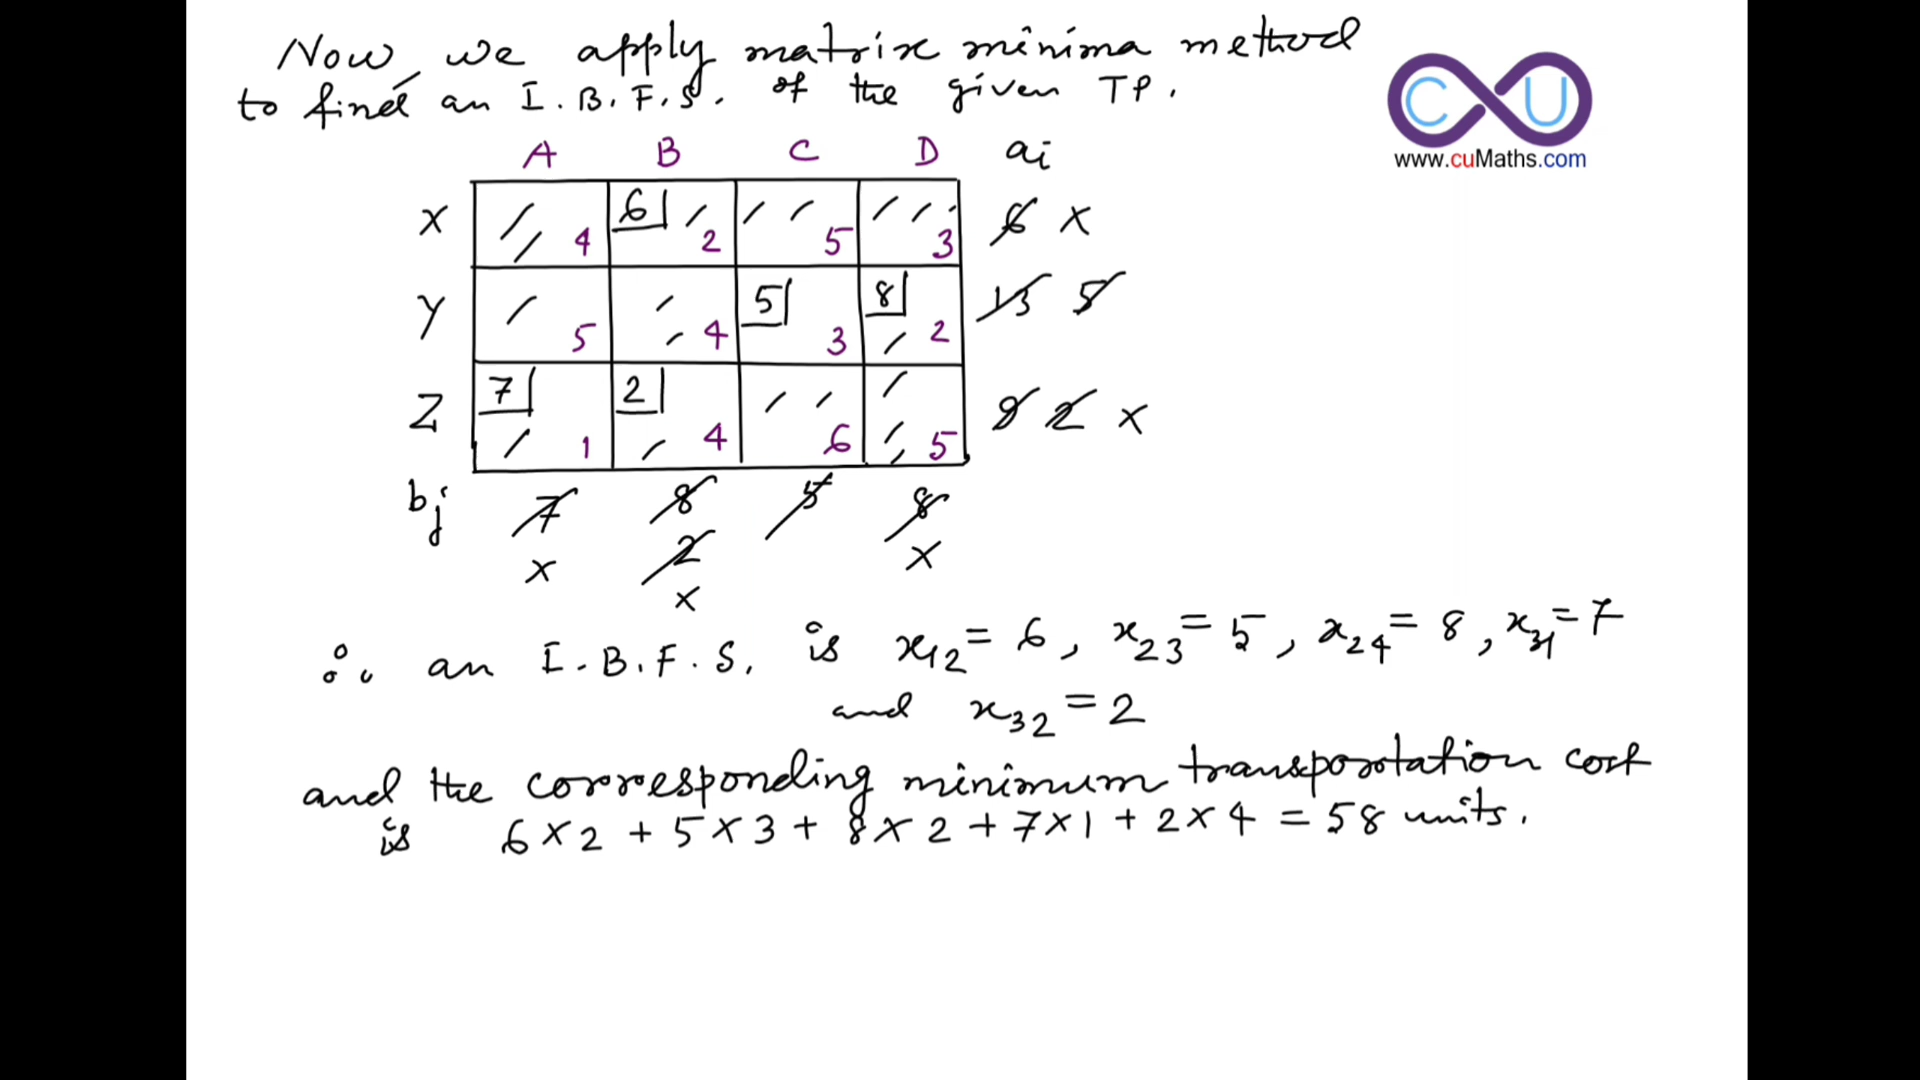 Now, we apply matrix minima method
to find an I.B.F.S. of the given TP.
CU
www.cuMaths.com
A B C D ai
X 4 6 2 5 3 6 x
Y 5 4 5 3 8 2 13 5
Z 7 1 2 4 6 5 9 2 x
bj 7 8 5 8
x 2 x
x
∴ an I.B.F.S. is x12 = 6, x23 = 5, x24 = 8, x31 = 7
and x32 = 2
and the corresponding minimum transportation cost
is 6 x 2 + 5 x 3 + 8 x 2 + 7 x 1 + 2 x 4 = 58 units.